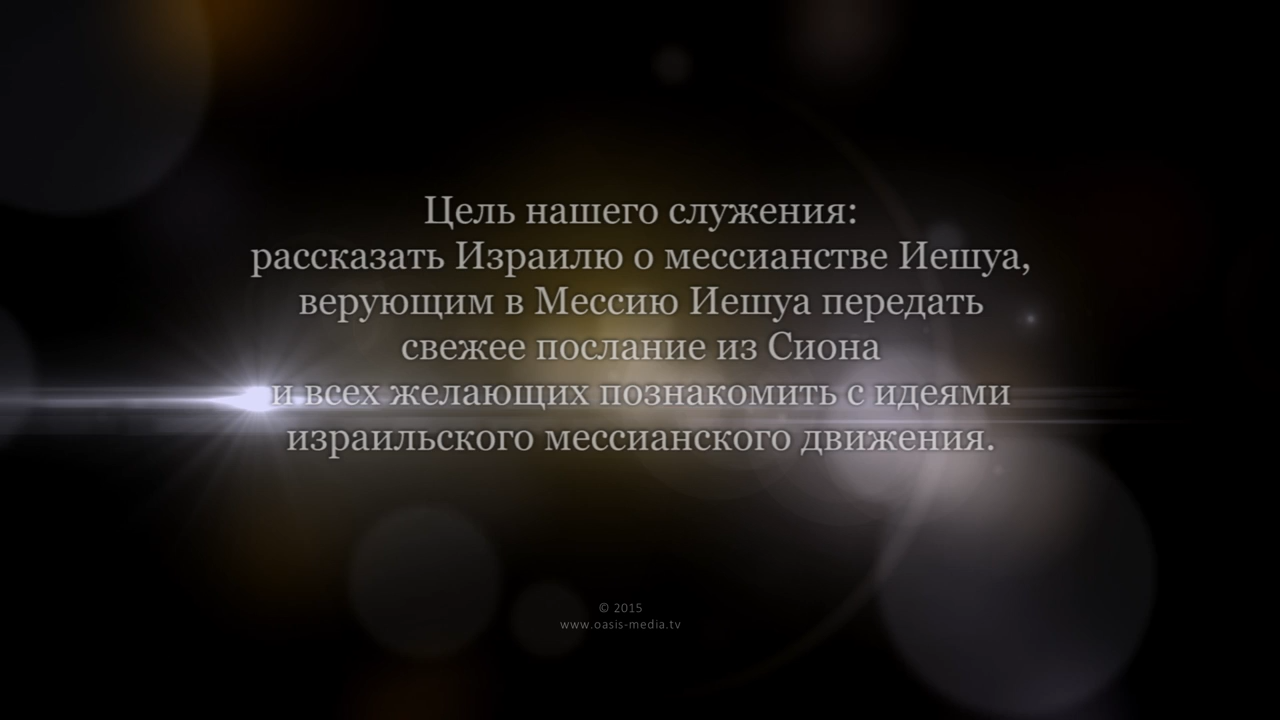 Цель нашего служения:
рассказать Израилю о мессианстве Иешуа,
верующим в Мессию Иешуа передать
свежее послание из Сиона
и всех желающих познакомить с идеями
израильского мессианского движения.
© 2015
www.oasis-media.tv